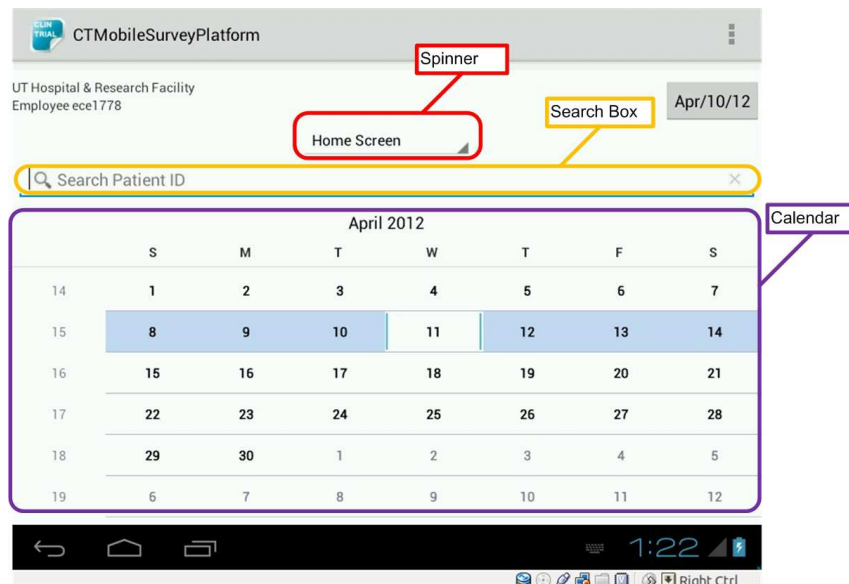 CLIN
TRIAL
CTMobileSurveyPlatform
Spinner
UT Hospital & Research Facility
Employee ece1778
Search Box
Apr/10/12
Home Screen
Search Patient ID
Calendar
April 2012
S M T W T F S
14 1 2 3 4 5 6 7
15 8 9 10 11 12 13 14
16 15 16 17 18 19 20 21
17 22 23 24 25 26 27 28
18 29 30 1 2 3 4 5
19 6 7 8 9 10 11 12
1:22
Right Ctrl